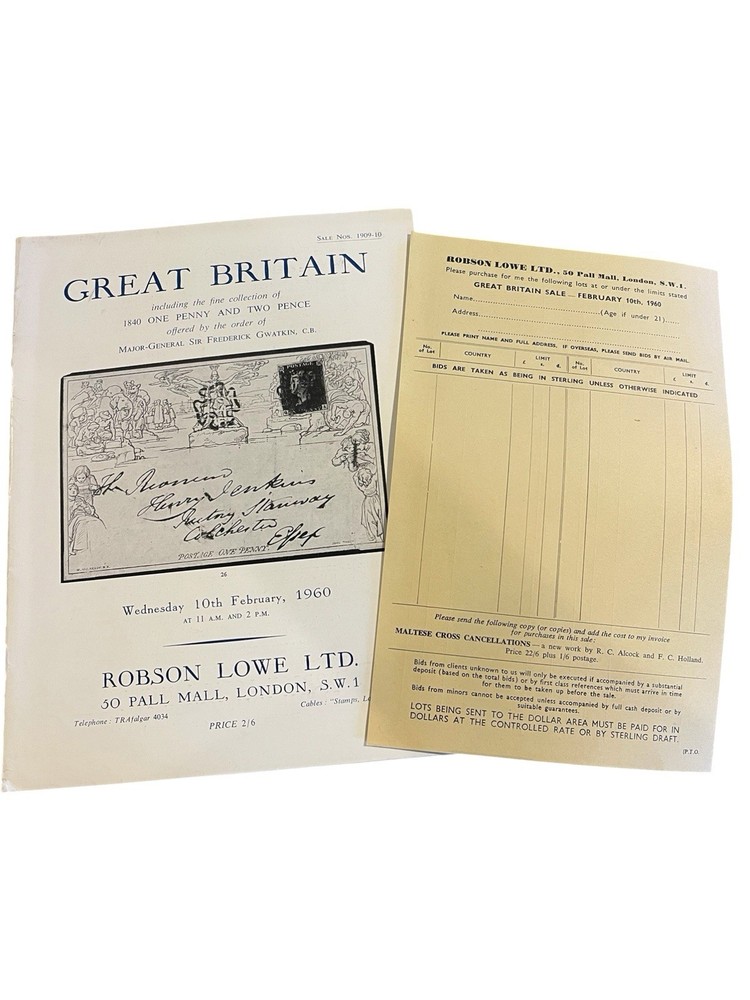 SALE NOS. 1909-10
GREAT BRITAIN
including the fine collection of
1840 ONE PENNY AND TWO PENCE
offered by the order of
MAJOR-GENERAL SIR FREDERICK GWATKIN, C.B.
POSTAGE
Henry Jenkins
Stanway
Colchester
Essex
POSTAGE ONE PENNY.
26
Wednesday 10th February, 1960
AT 11 A.M. AND 2 P.M.
ROBSON LOWE LTD.
50 PALL MALL, LONDON, S.W.1
Telephone: TRAfalgar 4034
Cables: "Stamps,
PRICE 2/6
ROBSON LOWE LTD., 50 Pall Mall, London, S.W.1.
Please purchase for me the following lots at or under the limits stated
GREAT BRITAIN SALE — FEBRUARY 10th, 1960
Name (Age if under 21)
Address
PLEASE PRINT NAME AND FULL ADDRESS. IF OVERSEAS, PLEASE SEND BIDS BY AIR MAIL.
No. of Lot COUNTRY LIMIT £ s. d. No. of Lot COUNTRY LIMIT £ s. d.
BIDS ARE TAKEN AS BEING IN STERLING UNLESS OTHERWISE INDICATED
Please send the following copy (or copies) and add the cost to my invoice
for purchases in this sale:
MALTESE CROSS CANCELLATIONS — a new work by R. C. Alcock and F. C. Holland.
Price 22/6 plus 1/6 postage.
Bids from clients unknown to us will only be executed if accompanied by a substantial
deposit (based on the total bids) or by first class references which must arrive in time
for them to be taken up before the sale.
Bids from minors cannot be accepted unless accompanied by full cash deposit or by
suitable guarantees.
LOTS BEING SENT TO THE DOLLAR AREA MUST BE PAID FOR IN
DOLLARS AT THE CONTROLLED RATE OR BY STERLING DRAFT.
(P.T.O.